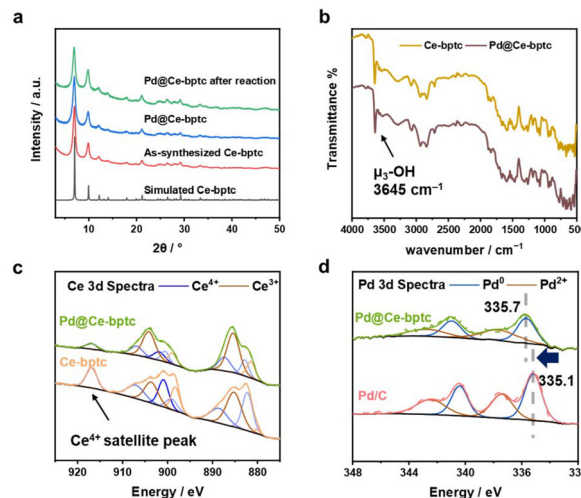 a
Intensity / a.u.
Pd@Ce-bptc after reaction
Pd@Ce-bptc
As-synthesized Ce-bptc
Simulated Ce-bptc
10 20 30 40 50
2θ / °
b
Transmittance %
Ce-bptc Pd@Ce-bptc
μ₃-OH
3645 cm⁻¹
4000 3500 3000 2500 2000 1500 1000 500
wavenumber / cm⁻¹
c
Ce 3d Spectra Ce⁴⁺ Ce³⁺
Pd@Ce-bptc
Ce-bptc
Ce⁴⁺ satellite peak
920 910 900 890 880
Energy / eV
d
Pd 3d Spectra Pd⁰ Pd²⁺
335.7
Pd@Ce-bptc
335.1
Pd/C
348 344 340 336 33
Energy / eV